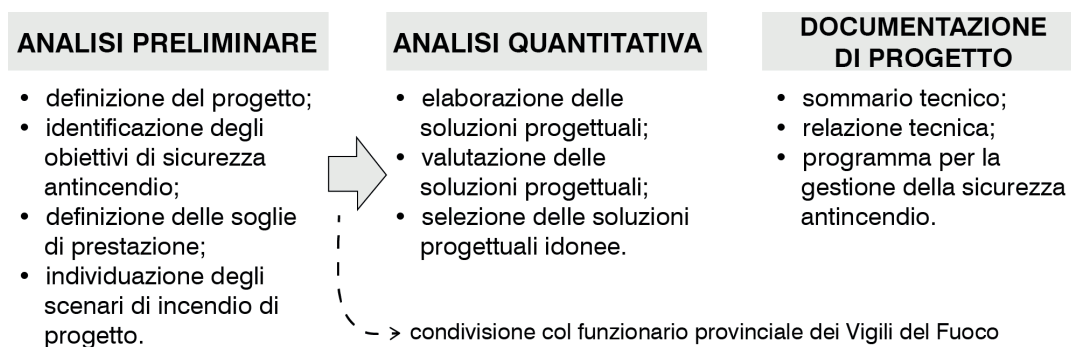 ANALISI PRELIMINARE
• definizione del progetto;
• identificazione degli
obiettivi di sicurezza
antincendio;
• definizione delle soglie
di prestazione;
• individuazione degli
scenari di incendio di
progetto.
ANALISI QUANTITATIVA
• elaborazione delle
soluzioni progettuali;
• valutazione delle
soluzioni progettuali;
• selezione delle soluzioni
progettuali idonee.
DOCUMENTAZIONE
DI PROGETTO
• sommario tecnico;
• relazione tecnica;
• programma per la
gestione della sicurezza
antincendio.
condivisione col funzionario provinciale dei Vigili del Fuoco